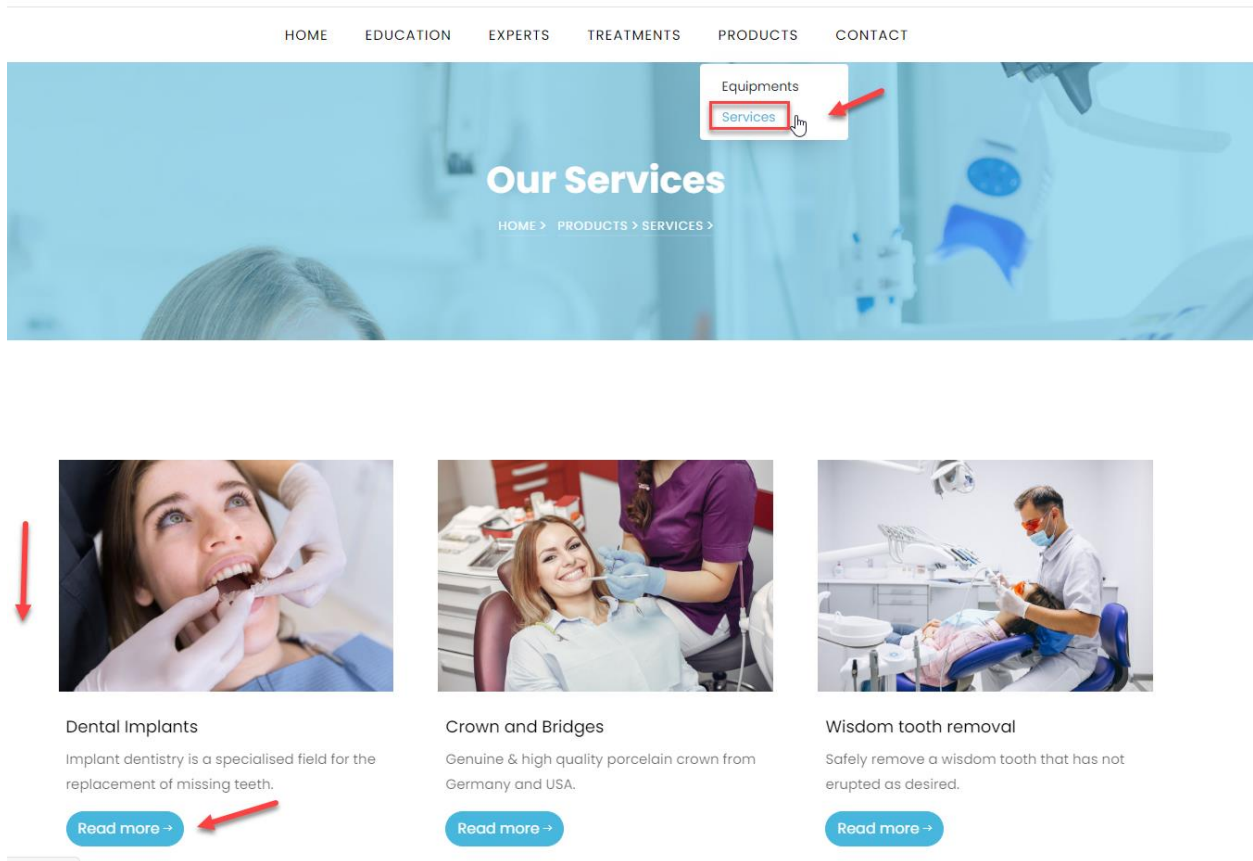 HOME EDUCATION EXPERTS TREATMENTS PRODUCTS CONTACT
Equipments
Services
Our Services
HOME > PRODUCTS > SERVICES >
Dental Implants
Implant dentistry is a specialised field for the
replacement of missing teeth.
Read more →
Crown and Bridges
Genuine & high quality porcelain crown from
Germany and USA.
Read more →
Wisdom tooth removal
Safely remove a wisdom tooth that has not
erupted as desired.
Read more →